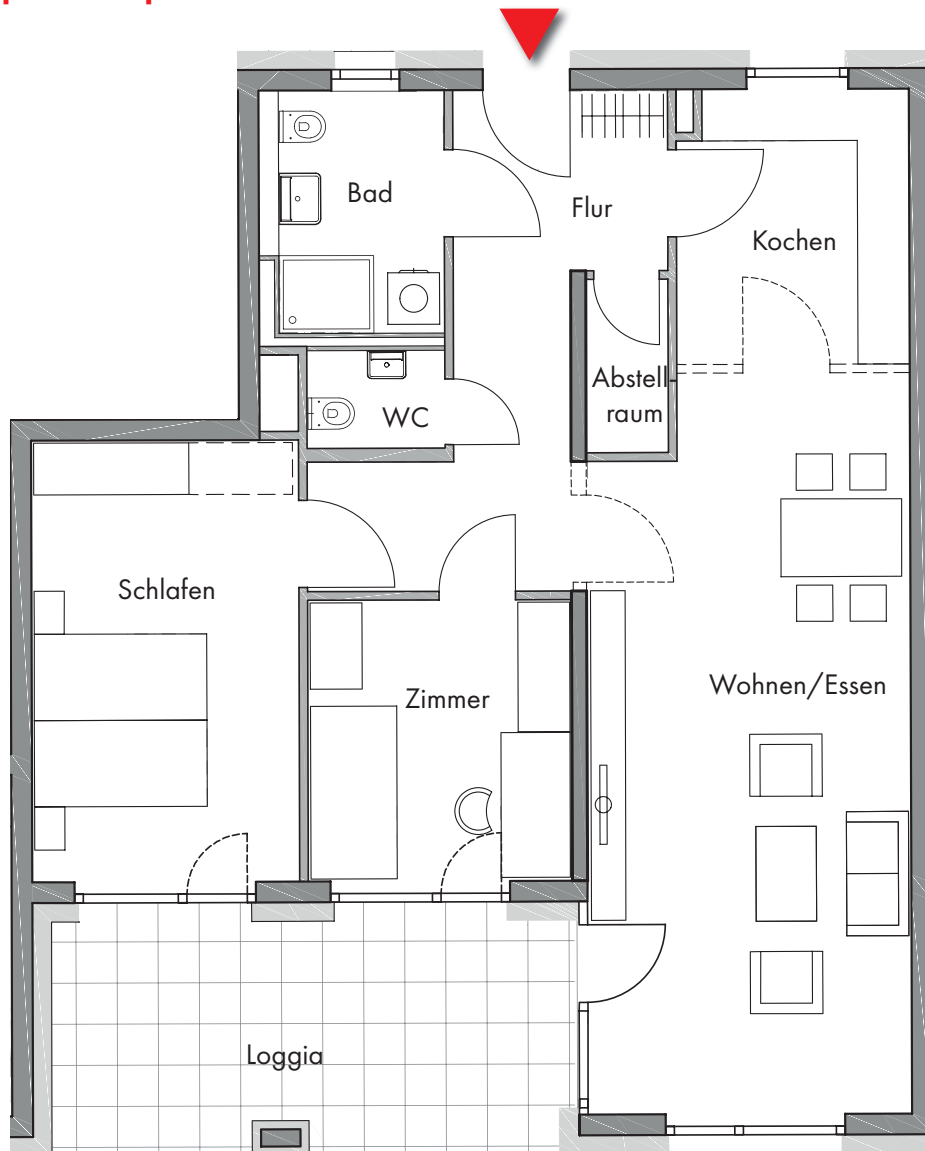 Bad
Flur
Kochen
Abstell
raum
WC
Schlafen
Zimmer
Wohnen/Essen
Loggia